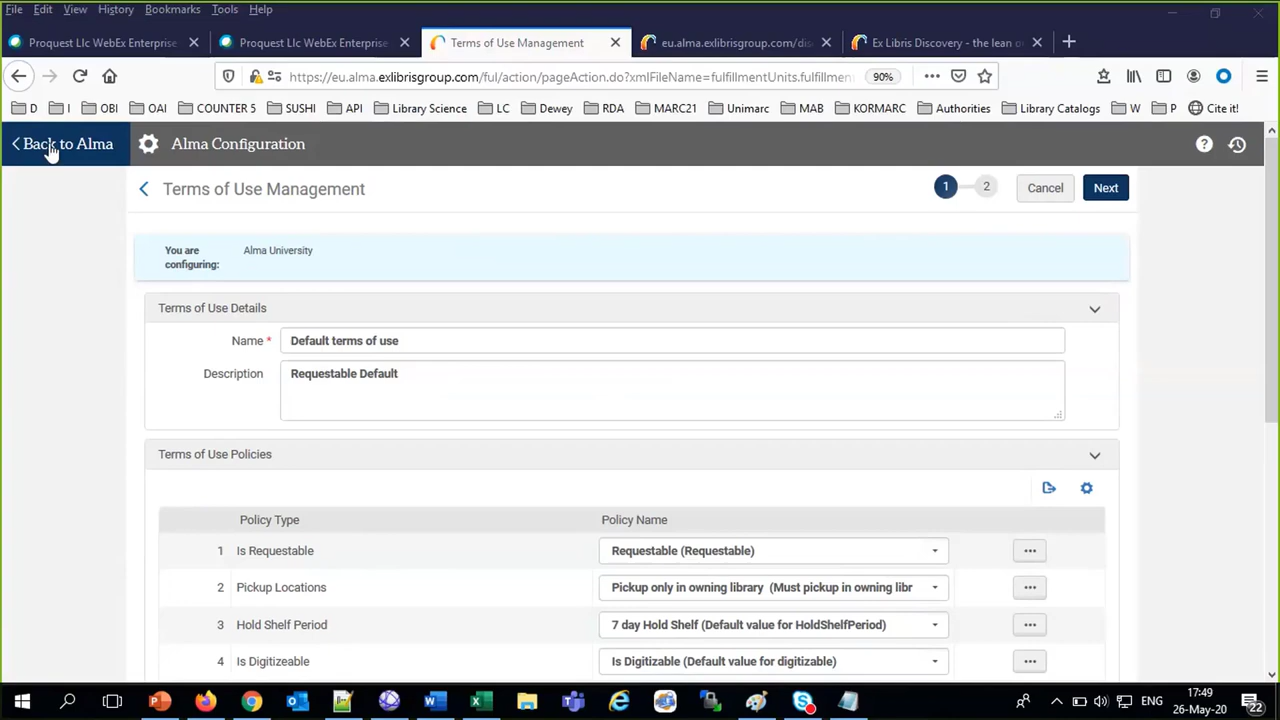 File Edit View History Bookmarks Tools Help
Proquest Llc WebEx Enterprise
Proquest Llc WebEx Enterprise
Terms of Use Management
eu.alma.exlibrisgroup.com/dis
Ex Libris Discovery - the lean o
https://eu.alma.exlibrisgroup.com/ful/action/pageAction.do?xmlFileName=fulfillmentUnits.fulfillment
90%
D I OBI OAI COUNTER 5 SUSHI API Library Science LC Dewey RDA MARC21 Unimarc MAB KORMARC Authorities Library Catalogs W P Cite it!
Back to Alma
Alma Configuration
Terms of Use Management
1 2
Cancel
Next
You are configuring:
Alma University
Terms of Use Details
Name *
Default terms of use
Description
Requestable Default
Terms of Use Policies
Policy Type Policy Name
1 Is Requestable Requestable (Requestable)
2 Pickup Locations Pickup only in owning library (Must pickup in owning libr
3 Hold Shelf Period 7 day Hold Shelf (Default value for HoldShelfPeriod)
4 Is Digitizeable Is Digitizable (Default value for digitizable)
ENG
17:49
26-May-20
22